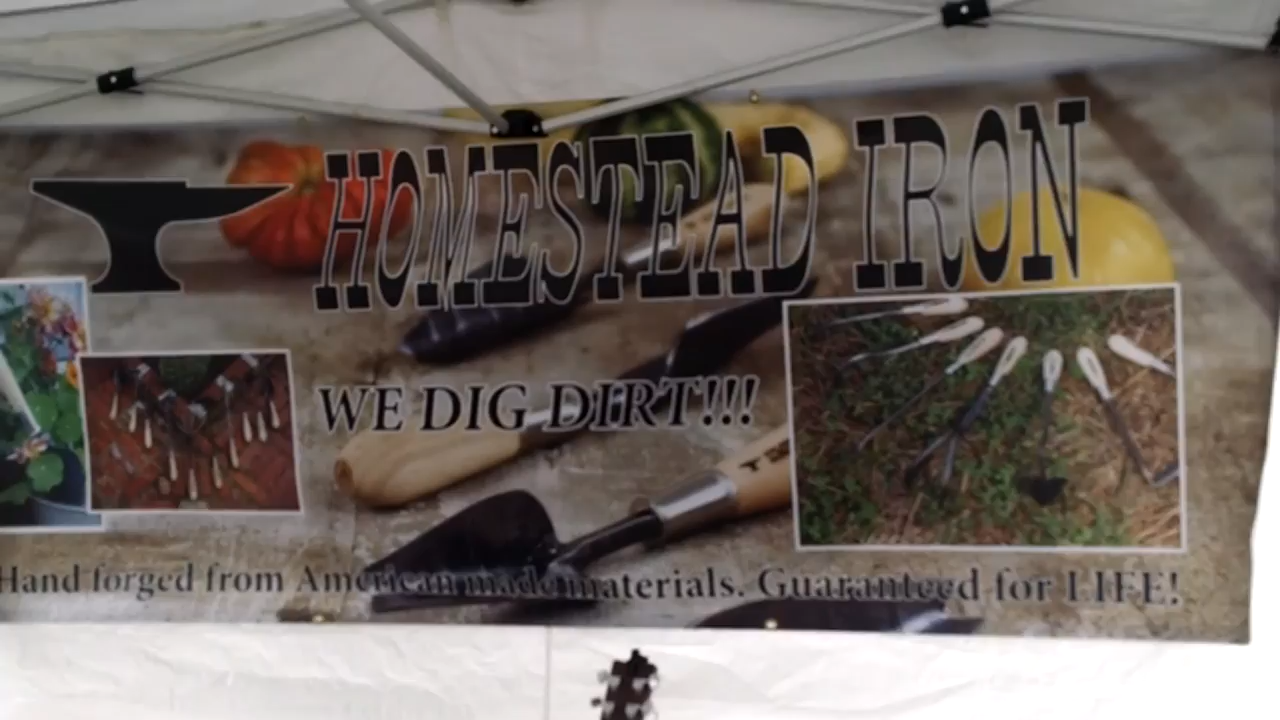 HOMESTEAD IRON
WE DIG DIRT!!!
Hand forged from American made materials. Guaranteed for LIFE!